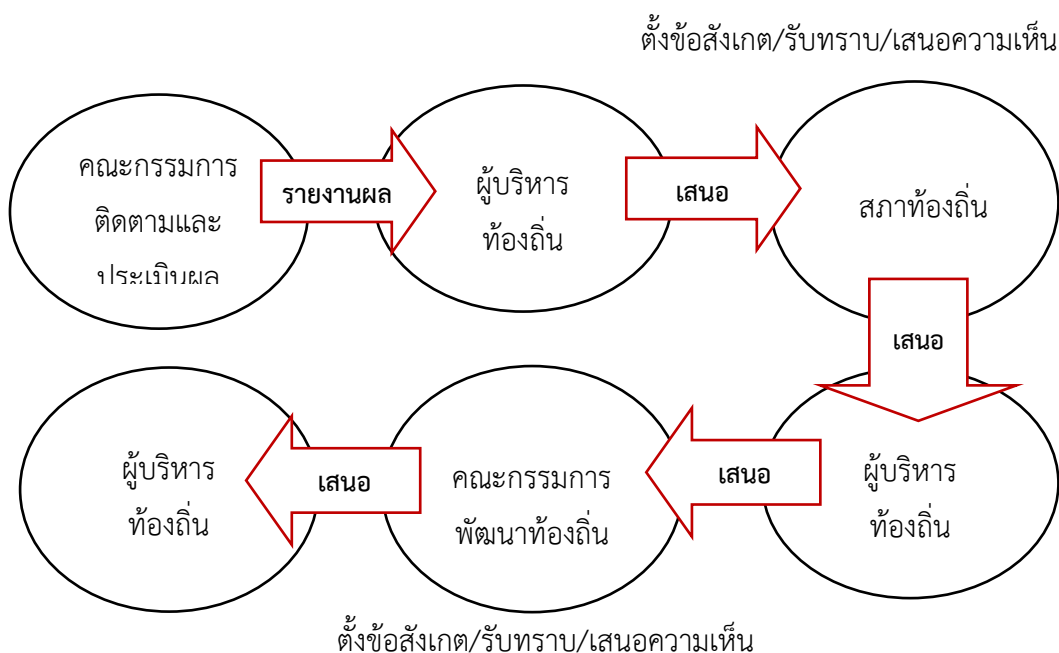 ตั้งข้อสังเกต/รับทราบ/เสนอความเห็น
คณะกรรมการ
ติดตามและ
ประเมินผล
รายงานผล
ผู้บริหาร
ท้องถิ่น
เสนอ
สภาท้องถิ่น
เสนอ
ผู้บริหาร
ท้องถิ่น
เสนอ
คณะกรรมการ
พัฒนาท้องถิ่น
เสนอ
ผู้บริหาร
ท้องถิ่น
ตั้งข้อสังเกต/รับทราบ/เสนอความเห็น